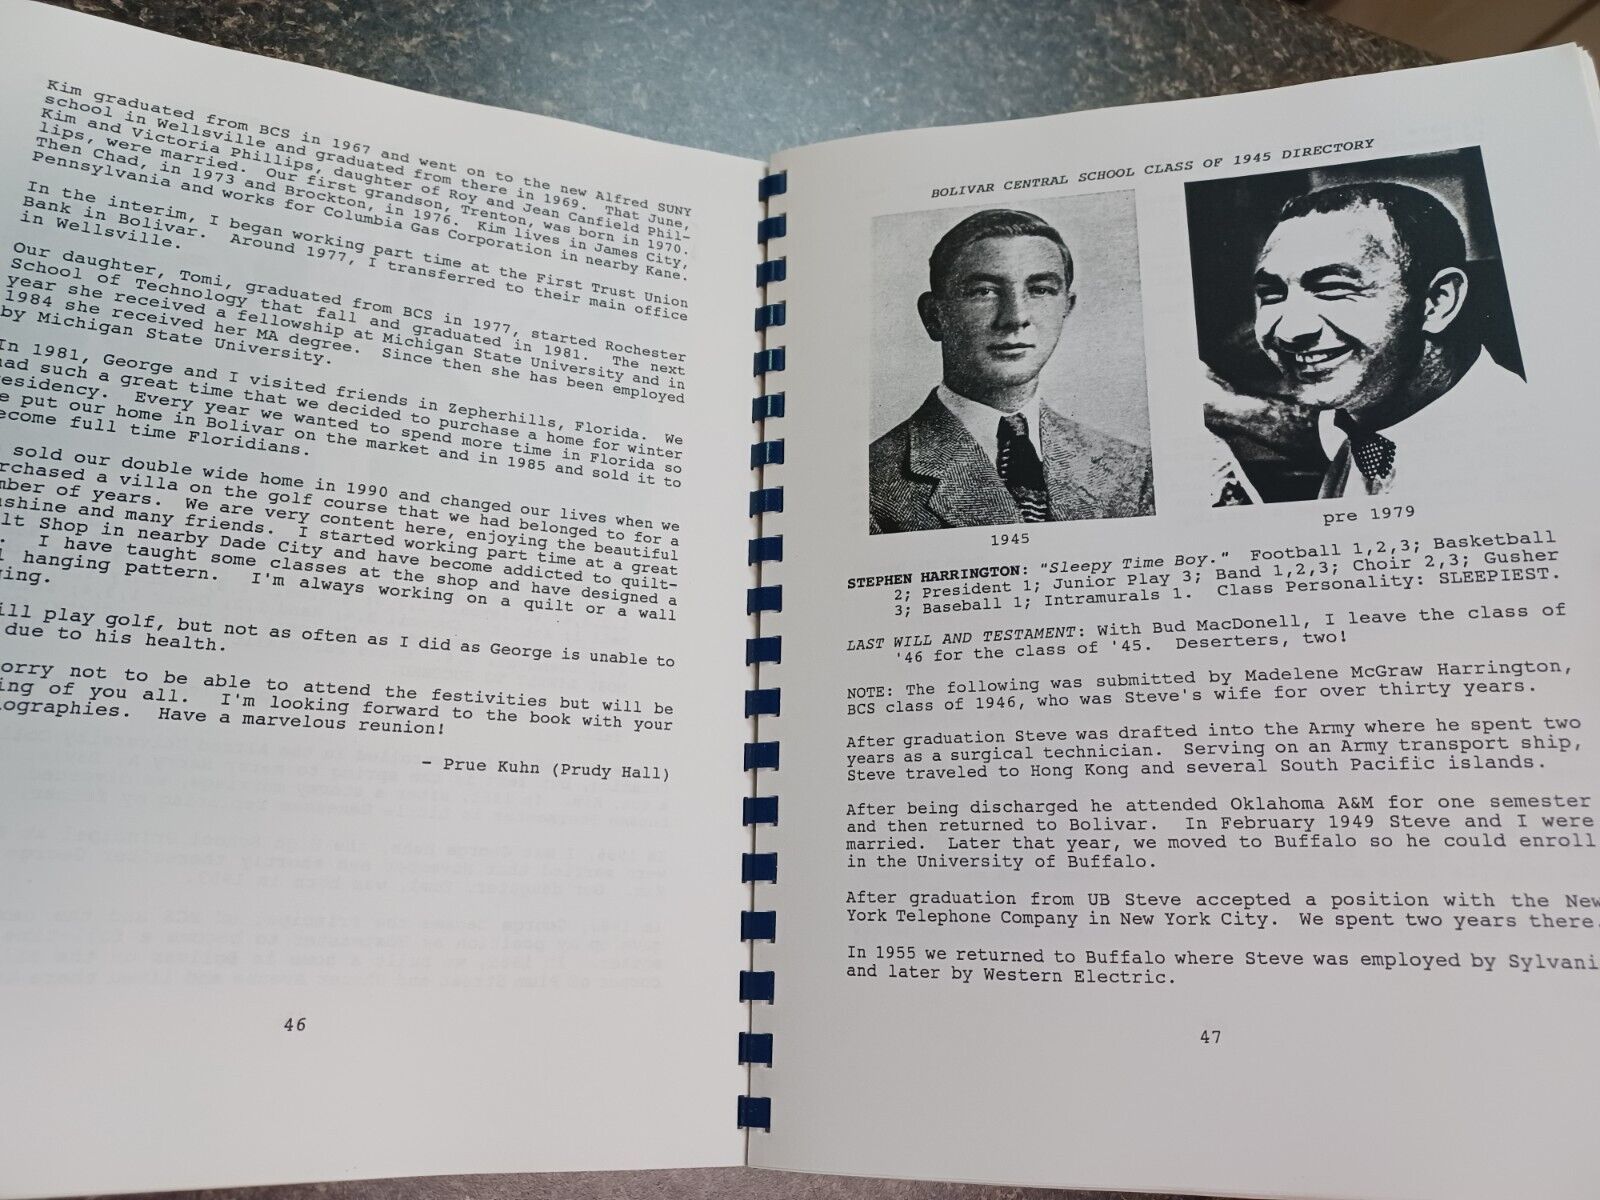 Kim graduated from BCS in 1967 and went on to the new Alfred SUNY
school in Wellsville and graduated from there in 1969. That June,
Kim and Victoria Phillips, daughter of Roy and Jean Canfield Phil-
lips, were married. Our first grandson, Trenton, was born in 1970.
Then Chad, in 1973 and Brockton, in 1976. Kim lives in James City,
Pennsylvania and works for Columbia Gas Corporation in nearby Kane.
In the interim, I began working part time at the First Trust Union
Bank in Bolivar. Around 1977, I transferred to their main office
in Wellsville.
Our daughter, Tomi, graduated from BCS in 1977, started Rochester
School of Technology that fall and graduated in 1981. The next
year she received a fellowship at Michigan State University and in
1984 she received her MA degree. Since then she has been employed
by Michigan State University.
In 1981, George and I visited friends in Zepherhills, Florida. We
had such a great time that we decided to purchase a home for winter
residency. Every year we wanted to spend more time in Florida so
put our home in Bolivar on the market and in 1985 and sold it to
become full time Floridians.
sold our double wide home in 1990 and changed our lives when we
purchased a villa on the golf course that we had belonged to for a
number of years. We are very content here, enjoying the beautiful
sunshine and many friends. I started working part time at a great
Shop in nearby Dade City and have become addicted to quilt-
I have taught some classes at the shop and have designed a
hanging pattern. I'm always working on a quilt or a wall
play golf, but not as often as I did as George is unable to
due to his health.
not to be able to attend the festivities but will be
of you all. I'm looking forward to the book with your
Have a marvelous reunion!
- Prue Kuhn (Prudy Hall)
46
BOLIVAR CENTRAL SCHOOL CLASS OF 1945 DIRECTORY
1945
pre 1979
STEPHEN HARRINGTON: "Sleepy Time Boy." Football 1,2,3; Basketball
2; President 1; Junior Play 3; Band 1,2,3; Choir 2,3; Gusher
3; Baseball 1; Intramurals 1. Class Personality: SLEEPIEST.
LAST WILL AND TESTAMENT: With Bud MacDonell, I leave the class of
'46 for the class of '45. Deserters, two!
NOTE: The following was submitted by Madelene McGraw Harrington,
BCS class of 1946, who was Steve's wife for over thirty years.
After graduation Steve was drafted into the Army where he spent two
years as a surgical technician. Serving on an Army transport ship,
Steve traveled to Hong Kong and several South Pacific islands.
After being discharged he attended Oklahoma A&M for one semester
and then returned to Bolivar. In February 1949 Steve and I were
married. Later that year, we moved to Buffalo so he could enroll
in the University of Buffalo.
After graduation from UB Steve accepted a position with the New
York Telephone Company in New York City. We spent two years there.
In 1955 we returned to Buffalo where Steve was employed by Sylvani
and later by Western Electric.
47